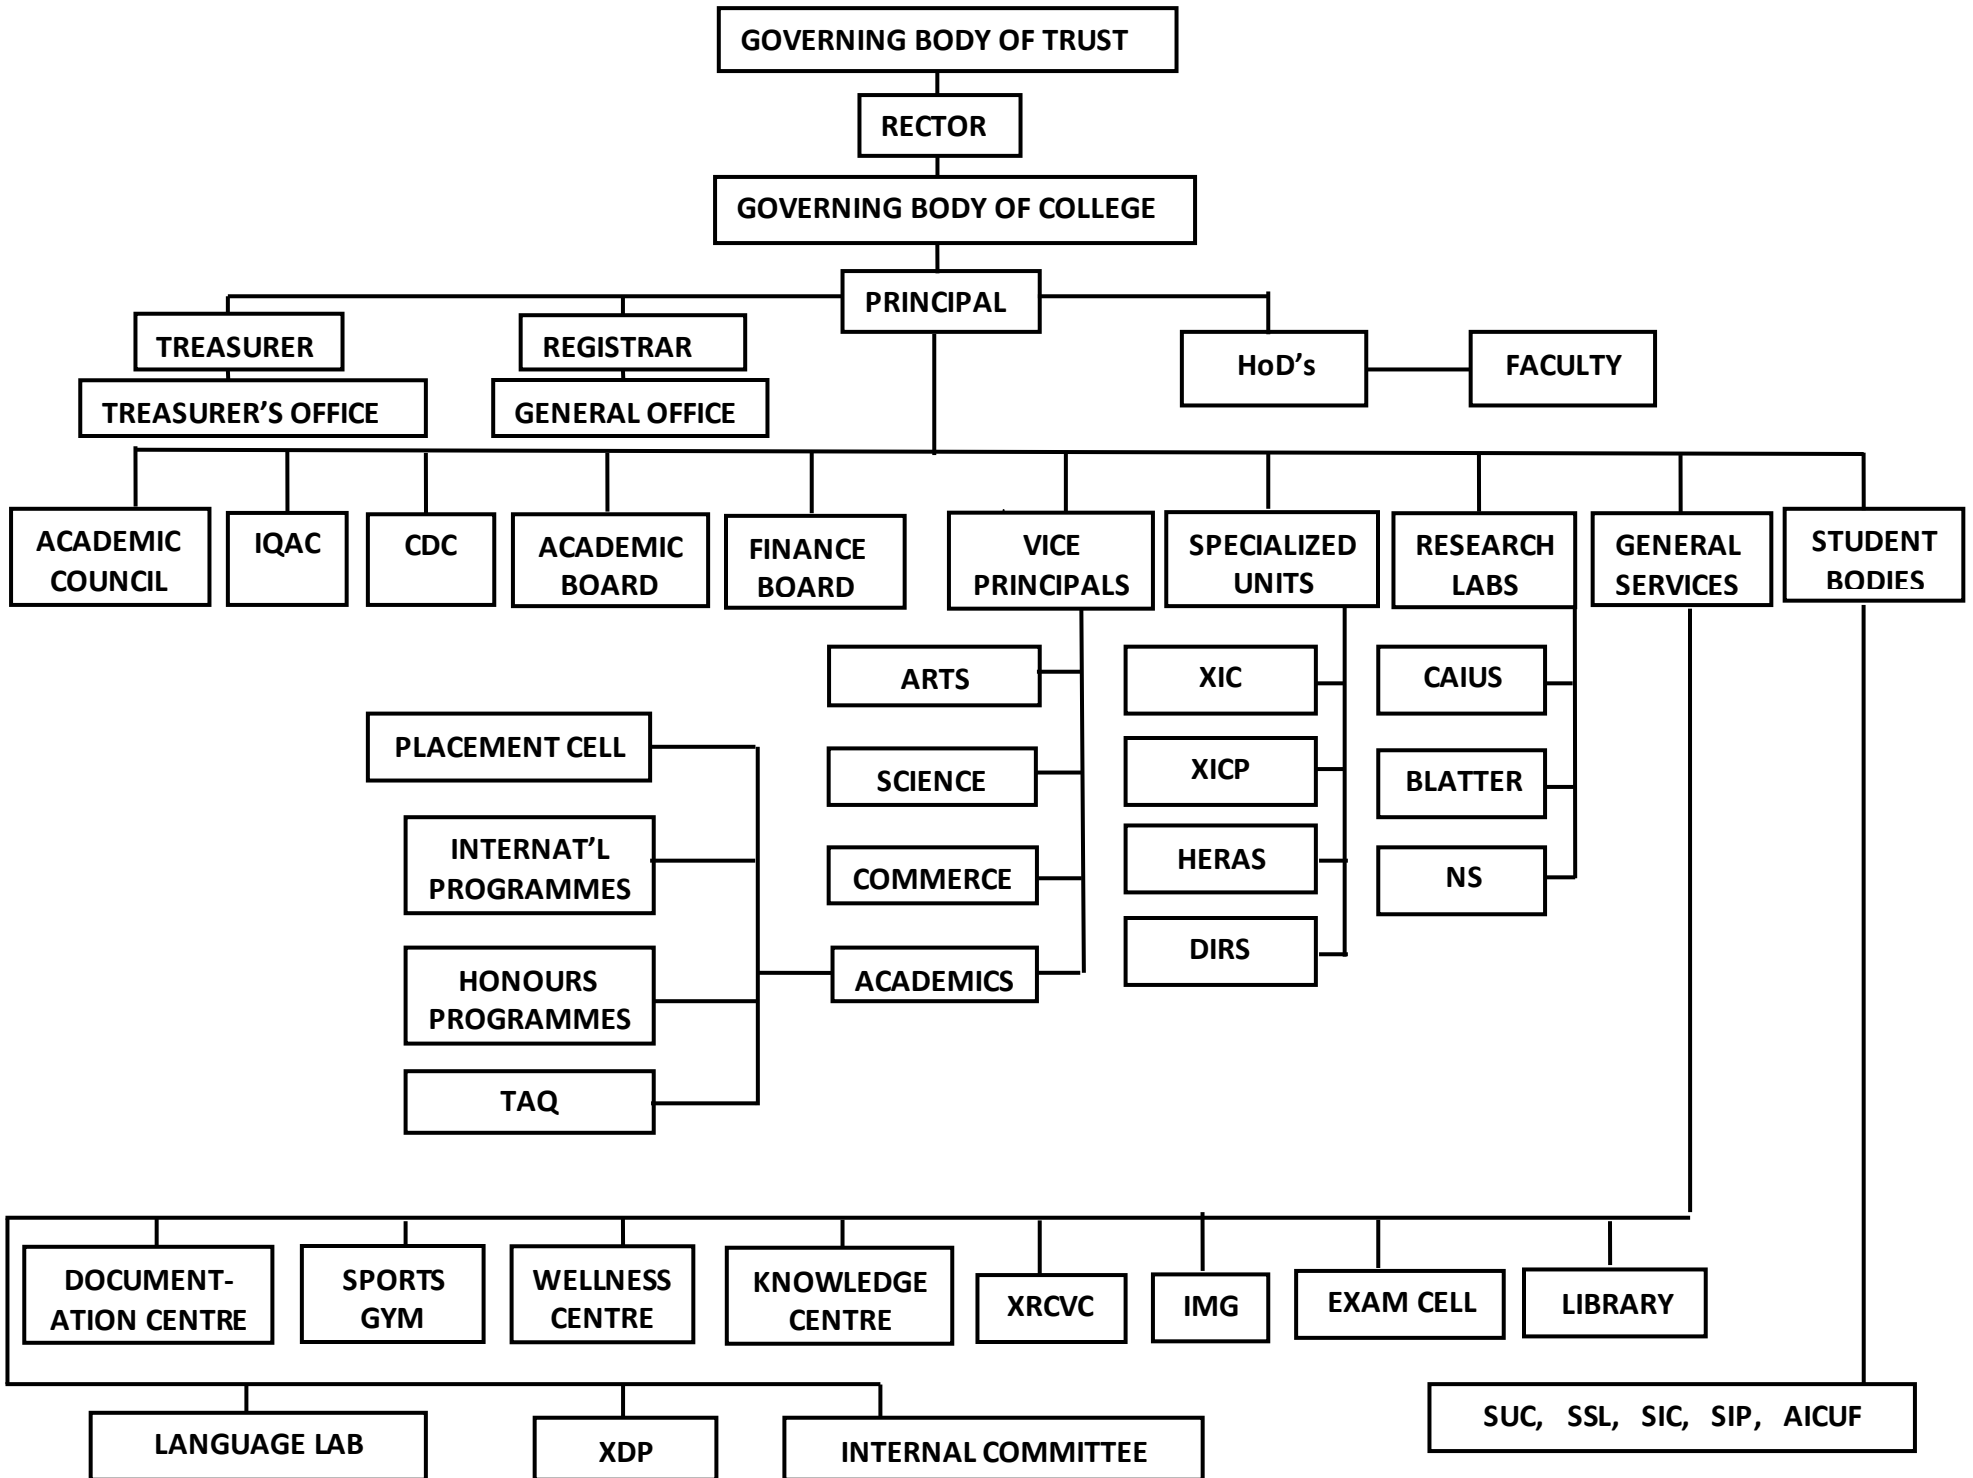 GOVERNING BODY OF TRUST
RECTOR
GOVERNING BODY OF COLLEGE
PRINCIPAL
TREASURER
REGISTRAR
HoD's
FACULTY
TREASURER’S OFFICE
GENERAL OFFICE
ACADEMIC
COUNCIL
IQAC
CDC
ACADEMIC
BOARD
FINANCE
BOARD
VICE
PRINCIPALS
SPECIALIZED
UNITS
RESEARCH
LABS
GENERAL
SERVICES
STUDENT
BODIES
ARTS
SCIENCE
COMMERCE
ACADEMICS
PLACEMENT CELL
INTERNAT’L
PROGRAMMES
HONOURS
PROGRAMMES
TAQ
XIC
XICP
HERAS
DIRS
CAIUS
BLATTER
NS
DOCUMENT-
ATION CENTRE
SPORTS
GYM
WELLNESS
CENTRE
KNOWLEDGE
CENTRE
XRCVC
IMG
EXAM CELL
LIBRARY
LANGUAGE LAB
XDP
INTERNAL COMMITTEE
SUC, SSL, SIC, SIP, AICUF